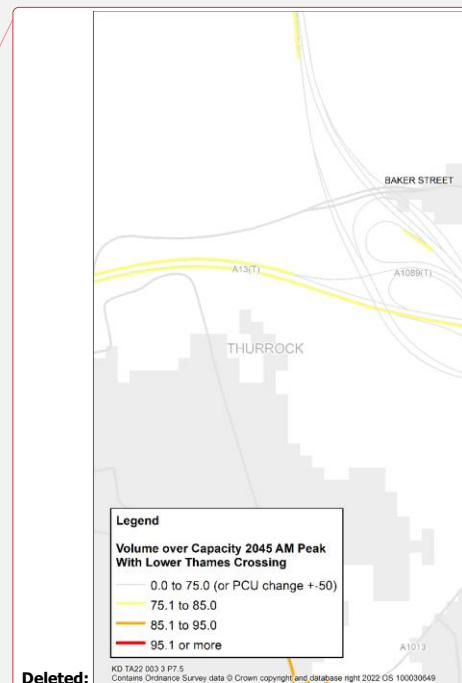 BAKER STREET
A13(T)
A1089(T)
THURROCK
Legend
Volume over Capacity 2045 AM Peak
With Lower Thames Crossing
0.0 to 75.0 (or PCU change +-50)
75.1 to 85.0
85.1 to 95.0
95.1 or more
A1013
KD TA22 003 3 P7.5
Contains Ordnance Survey data © Crown copyright and database right 2022 OS 100030649
Deleted: